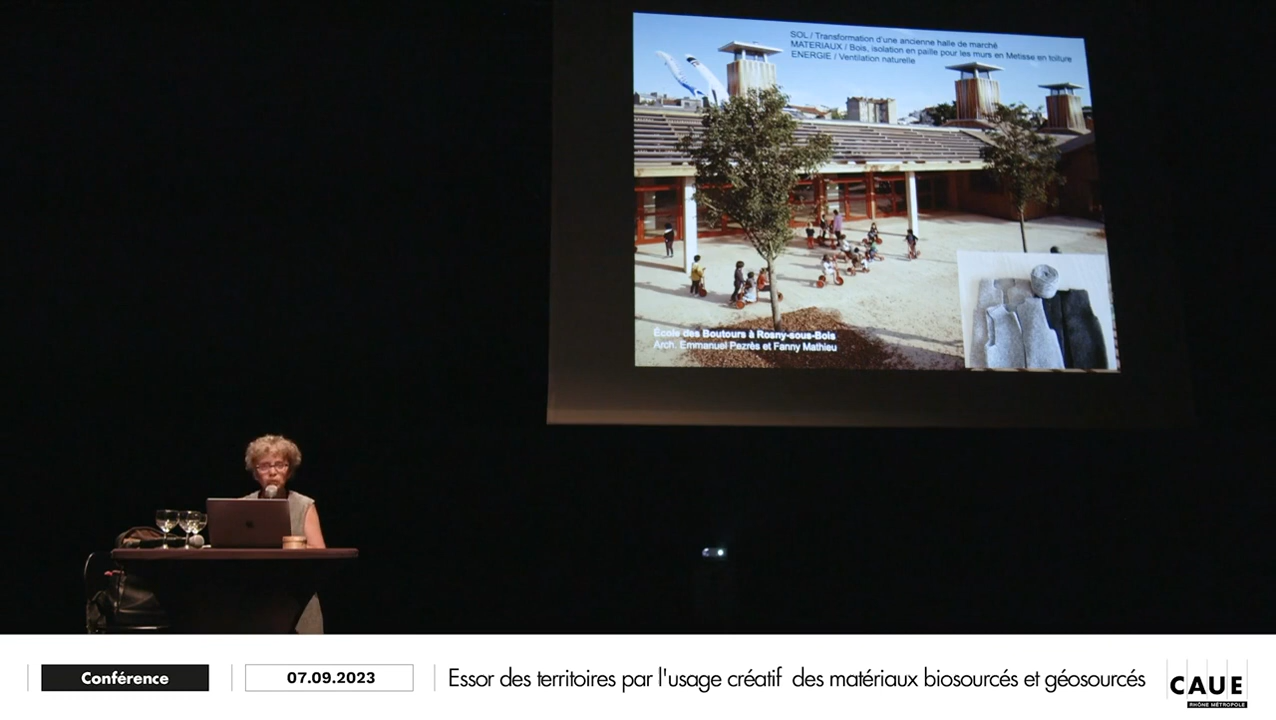 SOL / Transformation d'une ancienne halle de marché
MATERIAUX / Bois, isolation en paille pour les murs en Metisse en toiture
ENERGIE / Ventilation naturelle
École des Boutours à Rosny-sous-Bois
Arch. Emmanuel Pezrès et Fanny Mathieu
Conférence
07.09.2023
Essor des territoires par l'usage créatif des matériaux biosourcés et géosourcés
CAUE
RHÔNE MÉTROPOLE